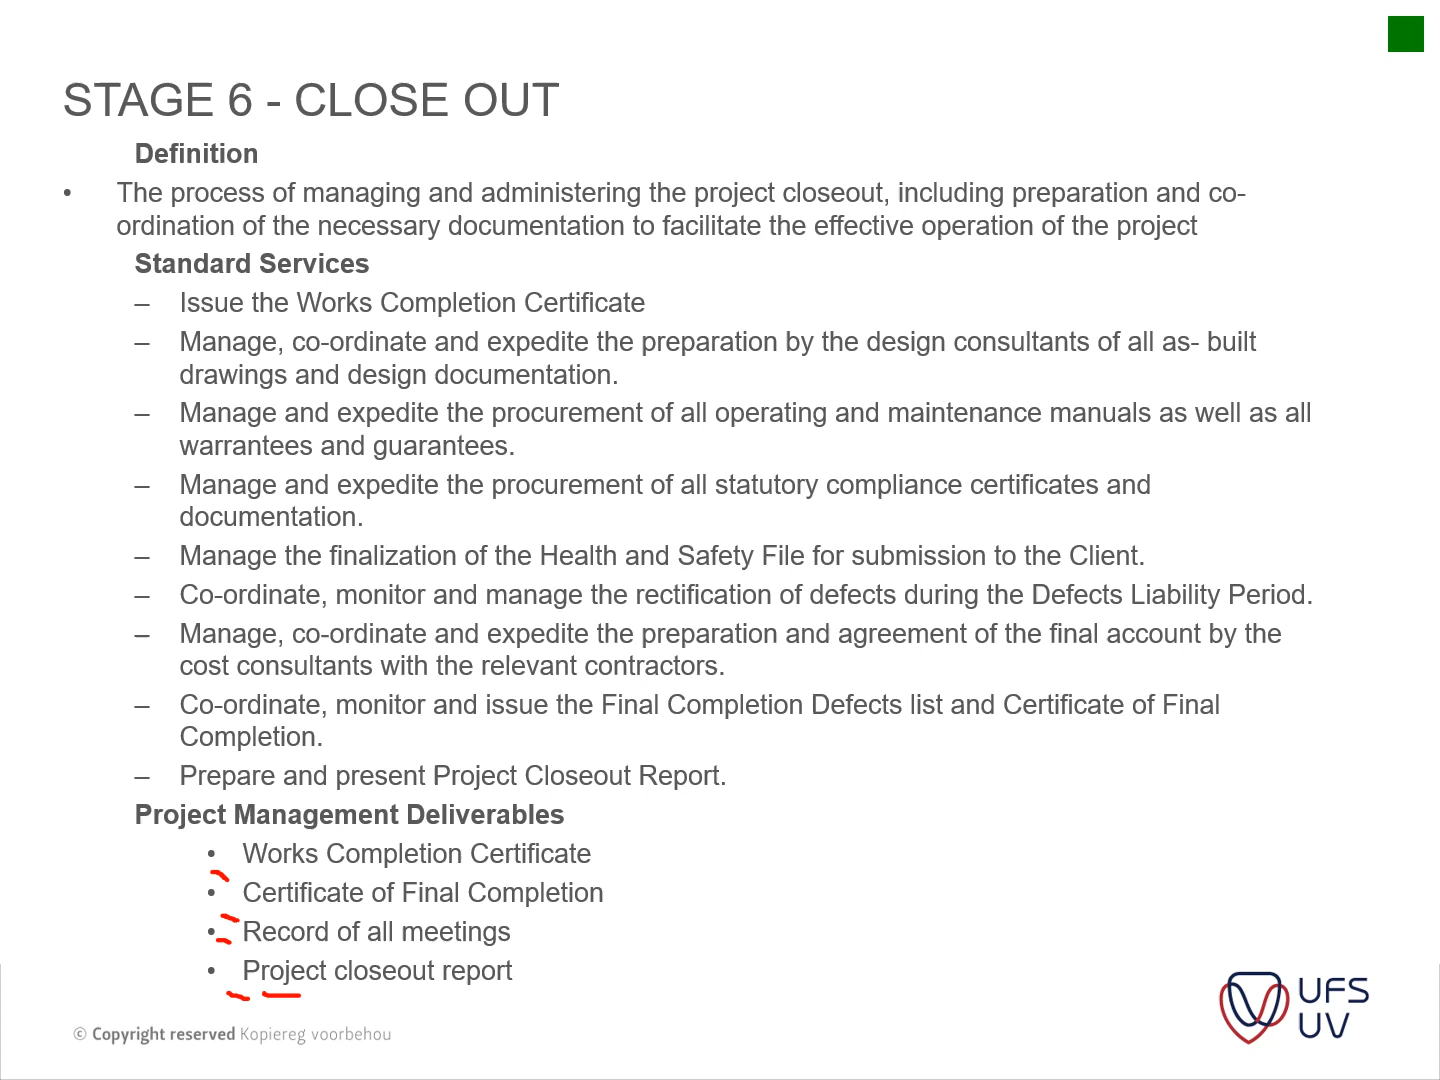 STAGE 6 - CLOSE OUT
Definition
• The process of managing and administering the project closeout, including preparation and co-
ordination of the necessary documentation to facilitate the effective operation of the project
Standard Services
– Issue the Works Completion Certificate
– Manage, co-ordinate and expedite the preparation by the design consultants of all as- built
drawings and design documentation.
– Manage and expedite the procurement of all operating and maintenance manuals as well as all
warrantees and guarantees.
– Manage and expedite the procurement of all statutory compliance certificates and
documentation.
– Manage the finalization of the Health and Safety File for submission to the Client.
– Co-ordinate, monitor and manage the rectification of defects during the Defects Liability Period.
– Manage, co-ordinate and expedite the preparation and agreement of the final account by the
cost consultants with the relevant contractors.
– Co-ordinate, monitor and issue the Final Completion Defects list and Certificate of Final
Completion.
– Prepare and present Project Closeout Report.
Project Management Deliverables
• Works Completion Certificate
• Certificate of Final Completion
• Record of all meetings
• Project closeout report
© Copyright reserved Kopiereg voorbehou
UFS
UV